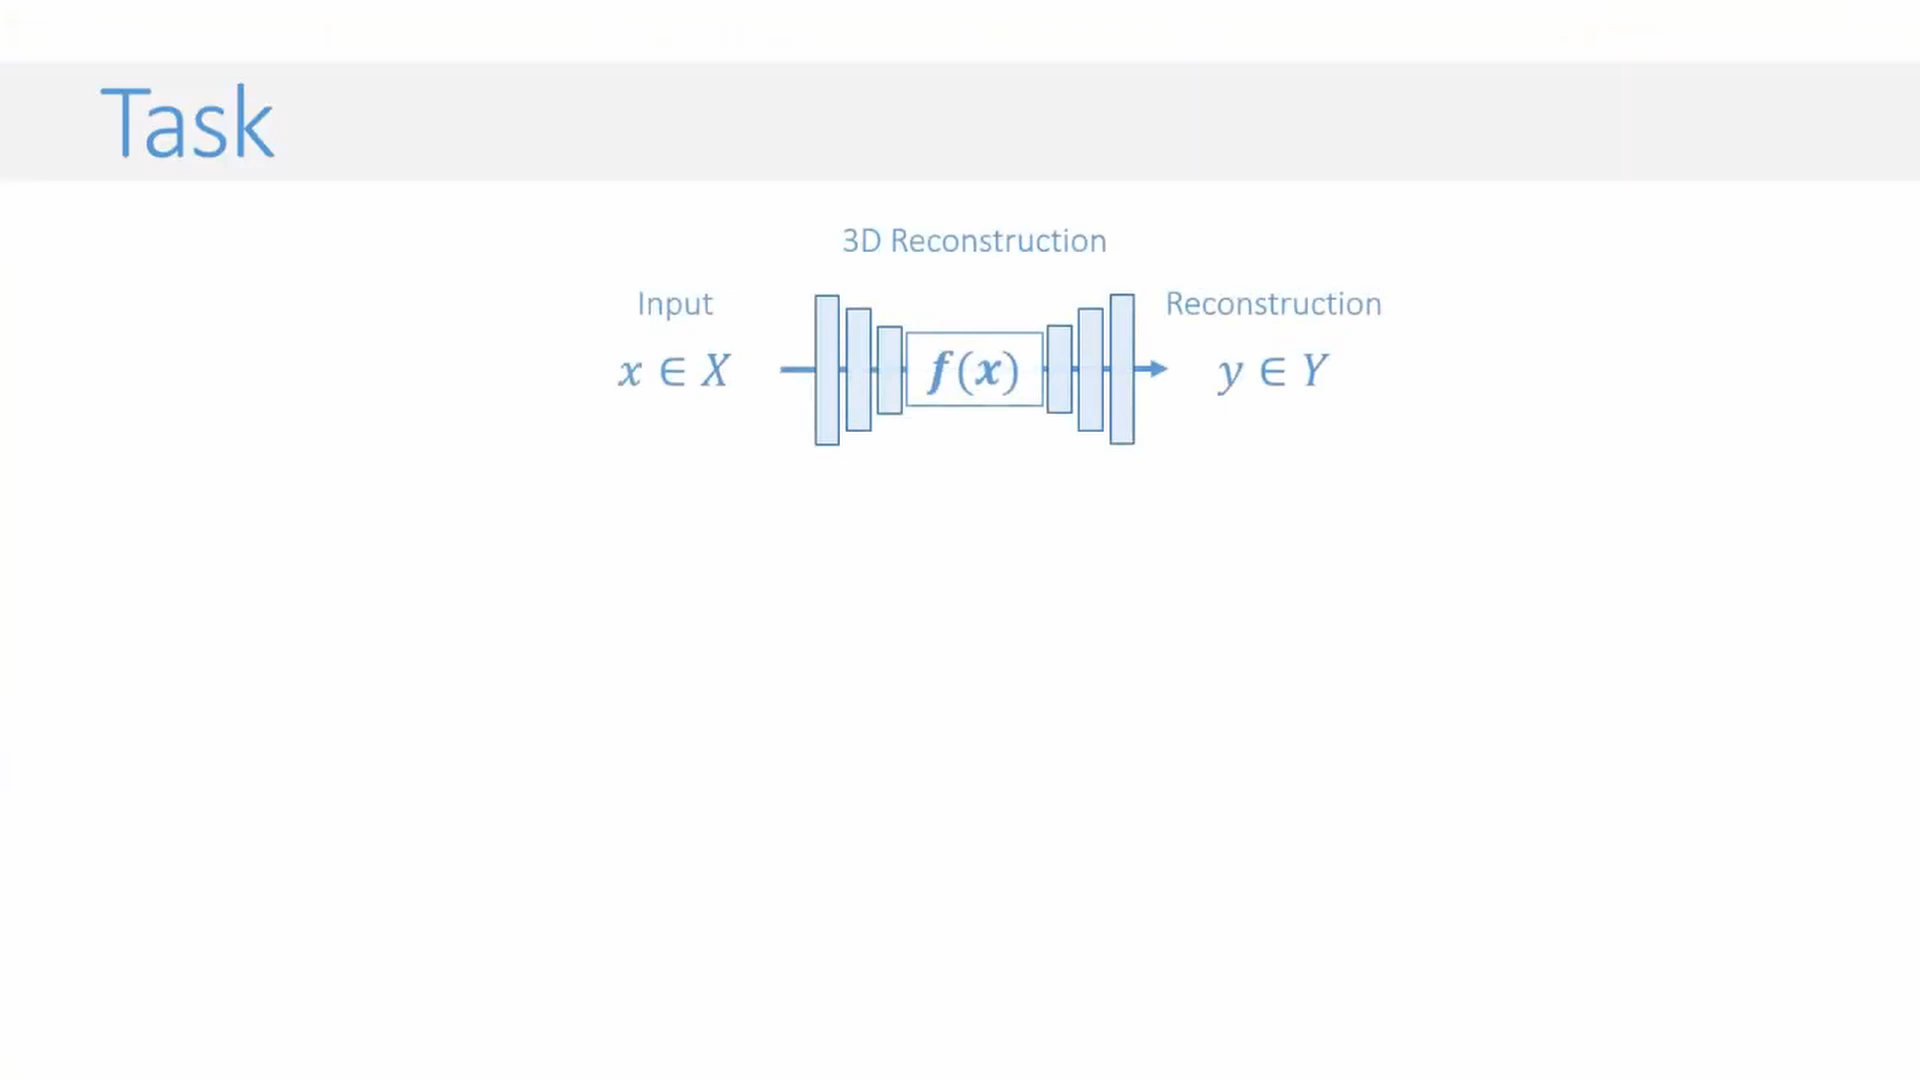 Task
3D Reconstruction
Input
Reconstruction
x ∈ X
f(x)
y ∈ Y